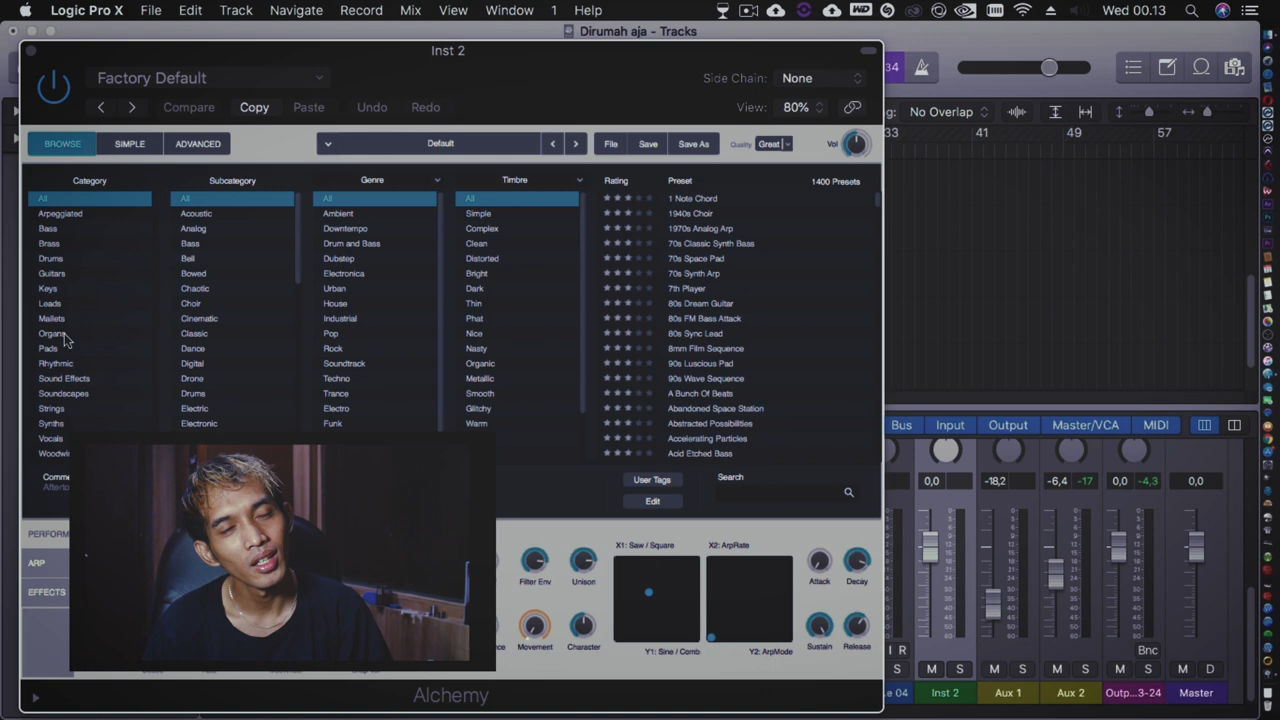 Logic Pro X File Edit Track Navigate Record Mix View Window 1 Help Wed 00.13
Dirumah aja - Tracks
Inst 2
Factory Default
Side Chain: None
34
Compare Copy Paste Undo Redo
View: 80%
No Overlap
33 41 49 57
BROWSE SIMPLE ADVANCED Default File Save Save As Quality Great Vol
Category Subcategory Genre Timbre Rating Preset 1400 Presets
All All All All 1 Note Chord
Arpeggiated Acoustic Ambient Simple 1940s Choir
Bass Analog Downtempo Complex 1970s Analog Arp
Brass Bass Drum and Bass Clean 70s Classic Synth Bass
Drums Bell Dubstep Distorted 70s Space Pad
Guitars Bowed Electronica Bright 70s Synth Arp
Keys Chaotic Urban Dark 7th Player
Leads Choir House Thin 80s Dream Guitar
Mallets Cinematic Industrial Phat 80s FM Bass Attack
Organs Classic Pop Nice 80s Sync Lead
Pads Dance Rock Nasty 8mm Film Sequence
Rhythmic Digital Soundtrack Organic 90s Luscious Pad
Sound Effects Drone Techno Metallic 90s Wave Sequence
Soundscapes Drums Trance Smooth A Bunch Of Beats
Strings Electric Electro Glitchy Abandoned Space Station
Synths Electronic Funk Warm Abstracted Possibilities
Vocals Accelerating Particles
Woodwi Acid Etched Bass
Bus Input Output Master/VCA MIDI
Comme
User Tags Search
Edit
0,0 -18,2 -6,4 -17 0,0 -4,3 0,0
PERFORM
ARP
EFFECTS
X1: Saw / Square X2: ArpRate
Filter Env Unison Attack Decay
Movement Character Sustain Release
Y1: Sine / Comb Y2: ArpMode
I R Bnc
S M S M S M S M S M D
e 04 Inst 2 Aux 1 Aux 2 Outp...3-24 Master
Alchemy